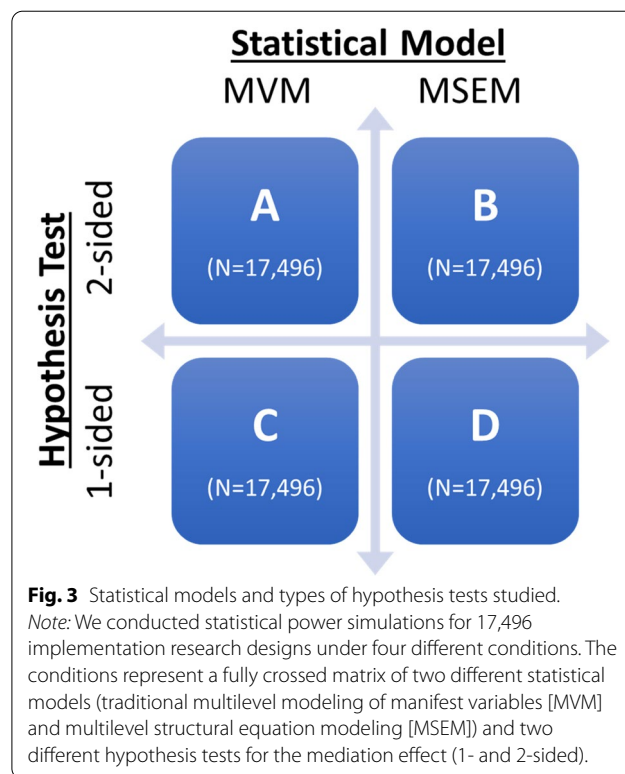 Statistical Model
MVM MSEM
Hypothesis Test
2-sided
A B
(N=17,496) (N=17,496)
1-sided
C D
(N=17,496) (N=17,496)
Fig. 3 Statistical models and types of hypothesis tests studied.
Note: We conducted statistical power simulations for 17,496
implementation research designs under four different conditions. The
conditions represent a fully crossed matrix of two different statistical
models (traditional multilevel modeling of manifest variables [MVM]
and multilevel structural equation modeling [MSEM]) and two
different hypothesis tests for the mediation effect (1- and 2-sided).